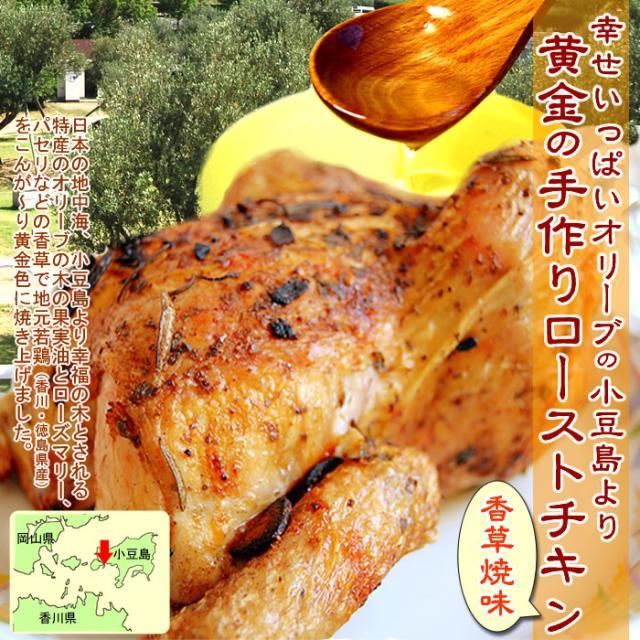 幸せいっぱいオリーブの小豆島より
黄金の手作りローストチキン
香草焼味
日本の地中海、小豆島より幸福の木とされる
特産のオリーブの木の果実油とローズマリー、
パセリなどの香草で地元若鶏（香川・徳島県産）
をこんが～り黄金色に焼き上げました。
岡山県
小豆島
香川県